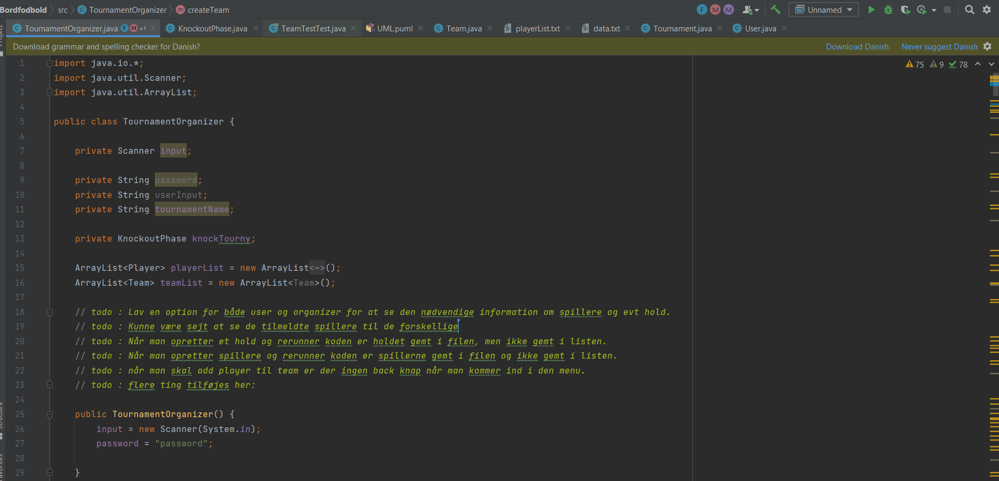 Bordfodbold src TournamentOrganizer createTeam F M M Unnamed
TournamentOrganizer.java F M +1 KnockoutPhase.java TeamTestTest.java UML.puml Team.java playerList.txt data.txt Tournament.java User.java
Project
Download grammar and spelling checker for Danish? Download Danish Never suggest Danish
75 9 78
1 import java.io.*;
2 import java.util.Scanner;
3 import java.util.ArrayList;
4
5 public class TournamentOrganizer {
6
7 private Scanner input;
8
9 private String password;
10 private String userInput;
11 private String tournamentName;
12
13 private KnockoutPhase knockTourny;
14
15 ArrayList<Player> playerList = new ArrayList<~>();
16 ArrayList<Team> teamList = new ArrayList<Team>();
17
18 // todo : Lav en option for både user og organizer for at se den nødvendige information om spillere og evt hold.
19 // todo : Kunne være sejt at se de tilmeldte spillere til de forskellige
20 // todo : Når man opretter et hold og rerunner koden er holdet gemt i filen, men ikke gemt i listen.
21 // todo : Når man opretter spillere og rerunner koden er spillerne gemt i filen og ikke gemt i listen.
22 // todo : når man skal add player til team er der ingen back knap når man kommer ind i den menu.
23 // todo : flere ting tilføjes her:
24
25 public TournamentOrganizer() {
26 input = new Scanner(System.in);
27 password = "password";
28
29 }
Structure
Favorites